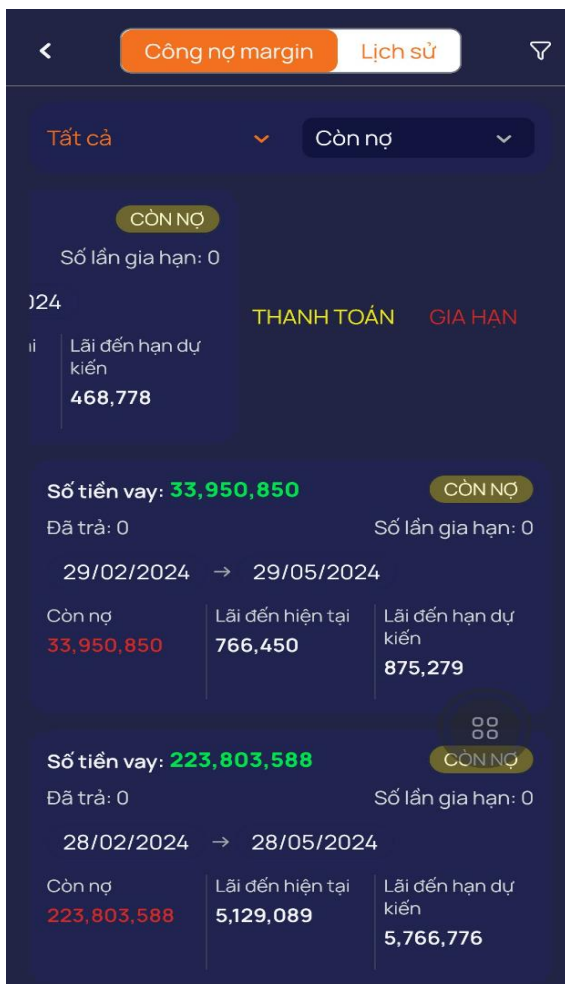 Công nợ margin Lịch sử
Tất cả Còn nợ
CÒN NỢ
Số lần gia hạn: 0
024
THANH TOÁN GIA HẠN
Lãi đến hạn dự
kiến
468,778
Số tiền vay: 33,950,850 CÒN NỢ
Đã trả: 0 Số lần gia hạn: 0
29/02/2024 → 29/05/2024
Còn nợ Lãi đến hiện tại Lãi đến hạn dự
kiến
33,950,850 766,450
875,279
Số tiền vay: 223,803,588 CÒN NỢ
Đã trả: 0 Số lần gia hạn: 0
28/02/2024 → 28/05/2024
Còn nợ Lãi đến hiện tại Lãi đến hạn dự
kiến
223,803,588 5,129,089
5,766,776